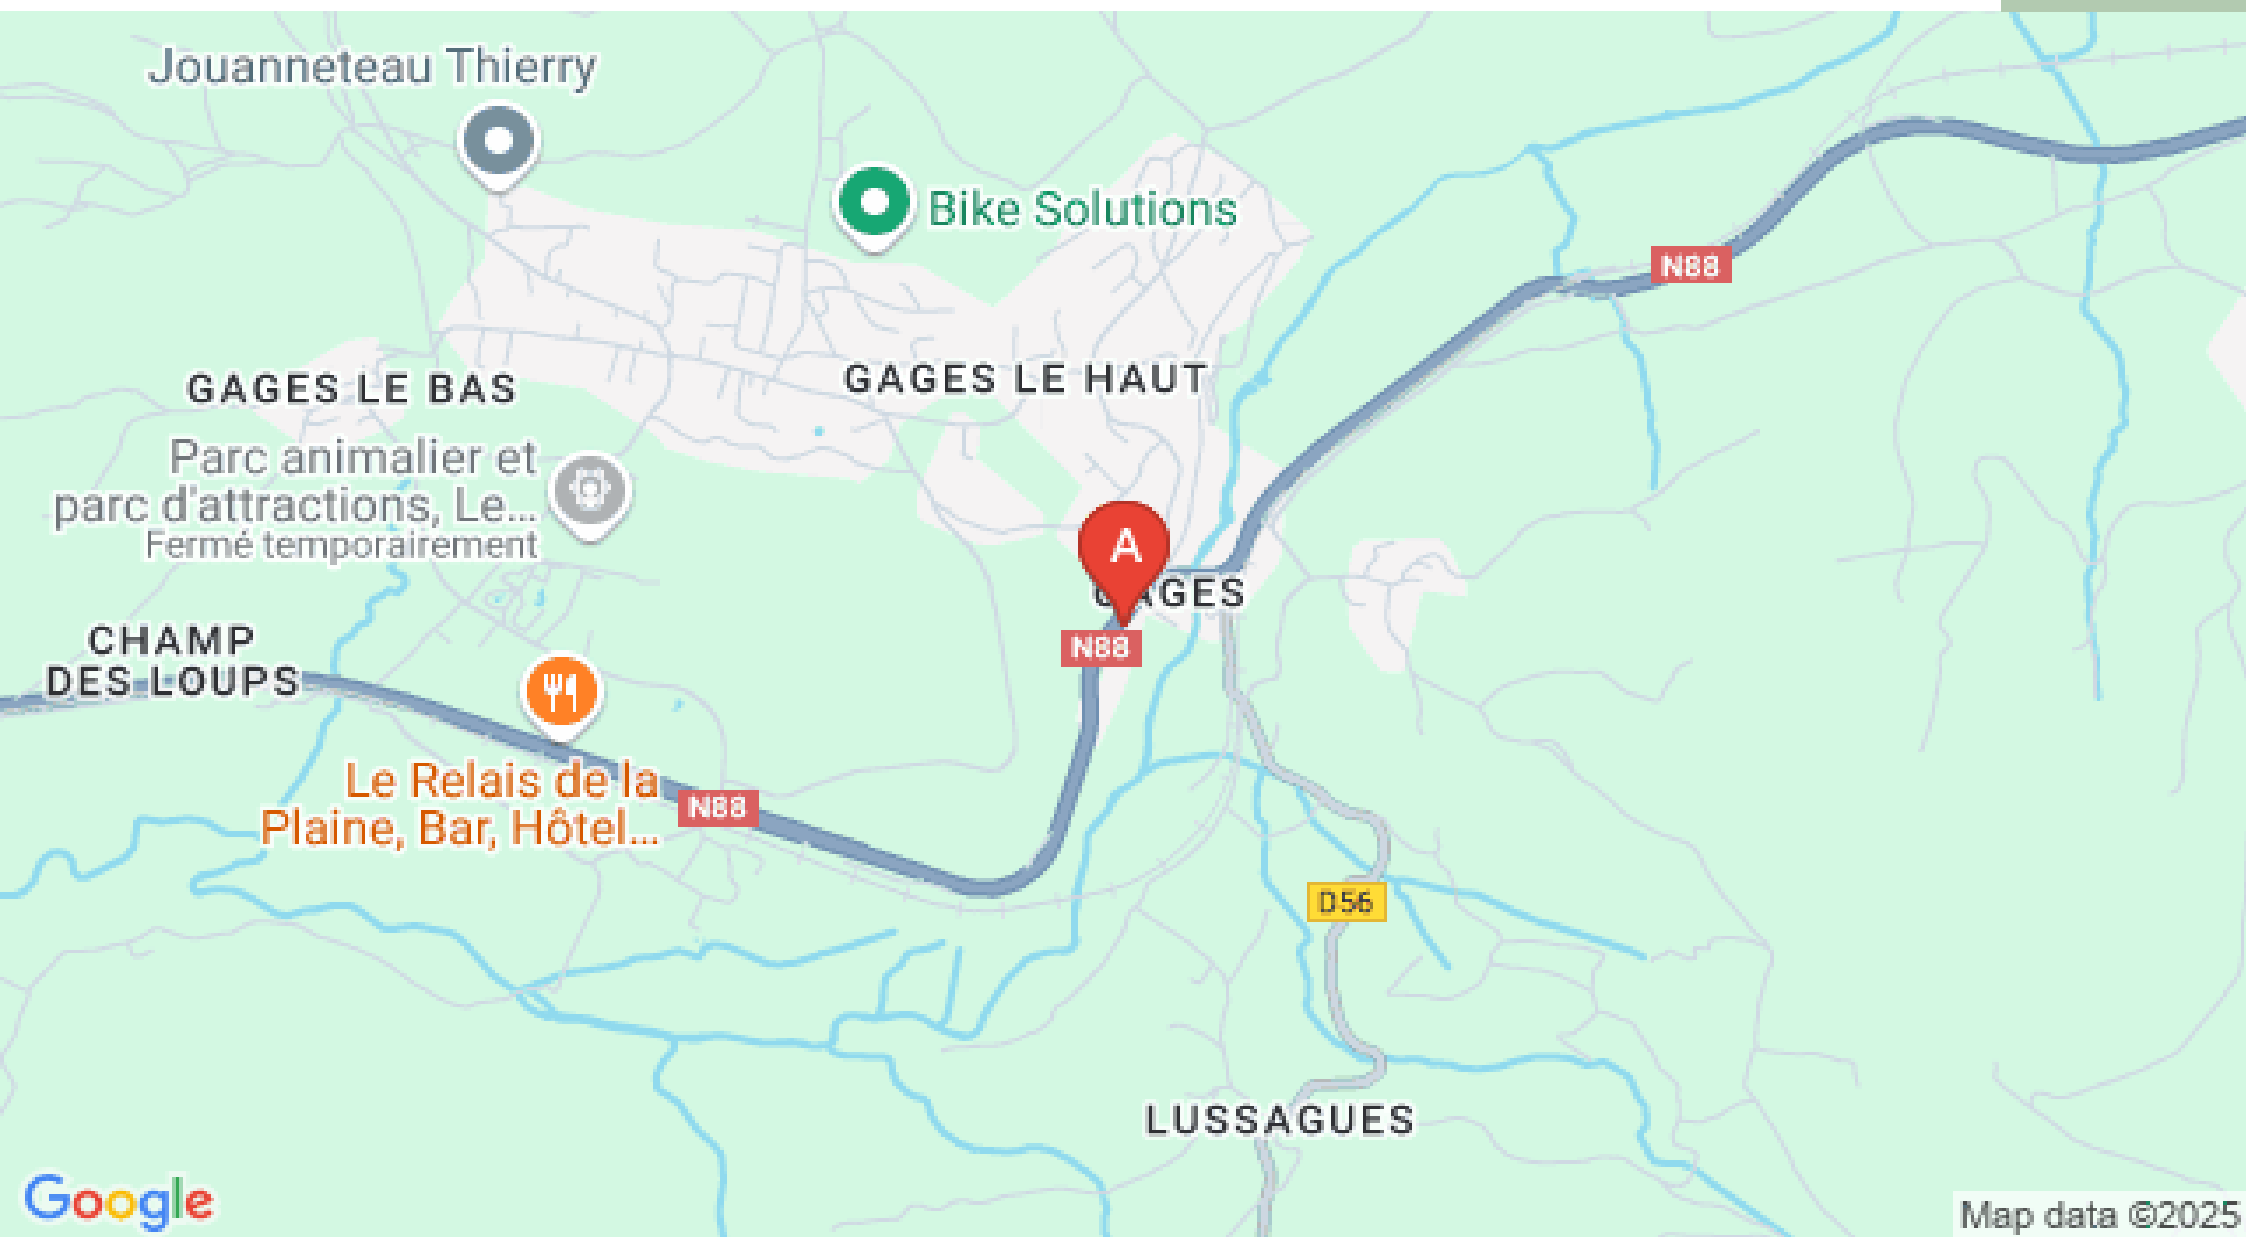 Jouanneteau Thierry
Bike Solutions
N88
GAGES LE HAUT
GAGES LE BAS
Parc animalier et
parc d'attractions, Le...
Fermé temporairement
A
GAGES
N88
CHAMP
DES LOUPS
Le Relais de la
Plaine, Bar, Hôtel...
N88
D56
LUSSAGUES
Google
Map data ©2025